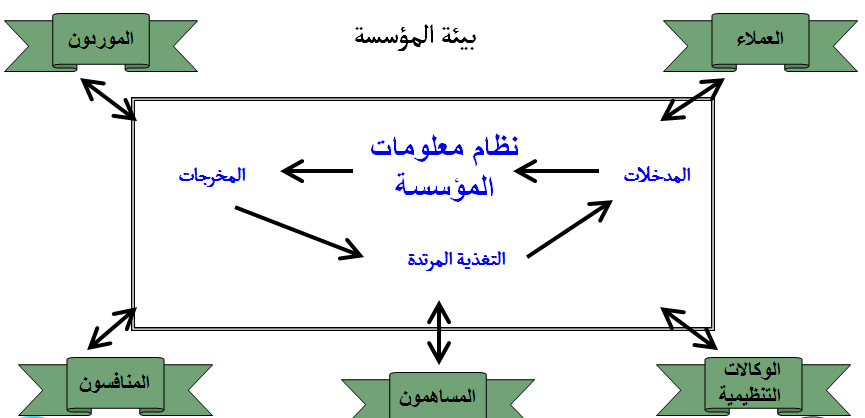 العملاء
بيئة المؤسسة
الموردون
نظام معلومات
المؤسسة
المدخلات
المخرجات
التغذية المرتدة
الوكالات
التنظيمية
المساهمون
المنافسون